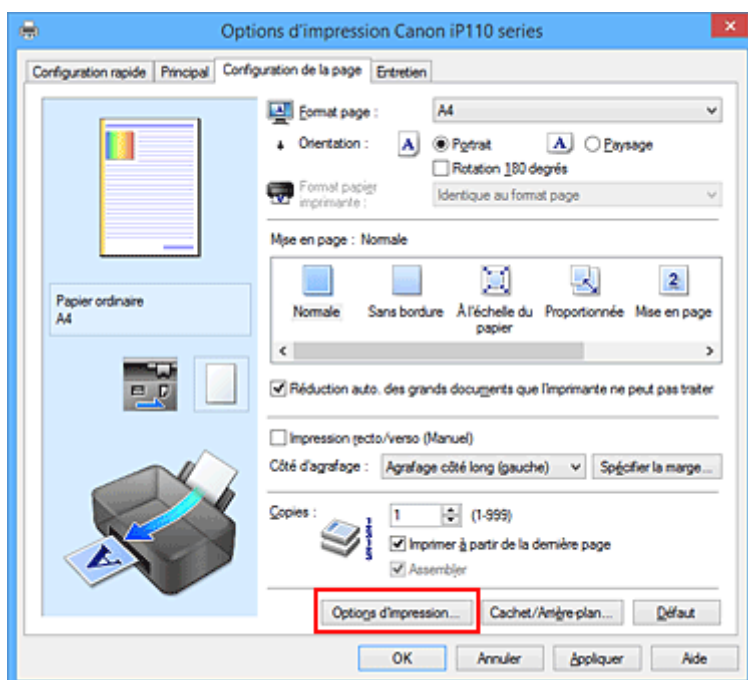 Options d'impression Canon iP110 series
Configuration rapide Principal Configuration de la page Entretien
Format page : A4
Orientation : A Portrait A Paysage
Rotation 180 degrés
Format papier imprimante : Identique au format page
Mise en page : Normale
2
Normale Sans bordure À l'échelle du papier Proportionnée Mise en page
Papier ordinaire
A4
Réduction auto. des grands documents que l'imprimante ne peut pas traiter
Impression recto/verso (Manuel)
Côté d'agrafage : Agrafage côté long (gauche) Spécifier la marge...
Copies : 1 (1-999)
Imprimer à partir de la dernière page
Assembler
A
Options d'impression... Cachet/Arrière-plan... Défaut
OK Annuler Appliquer Aide